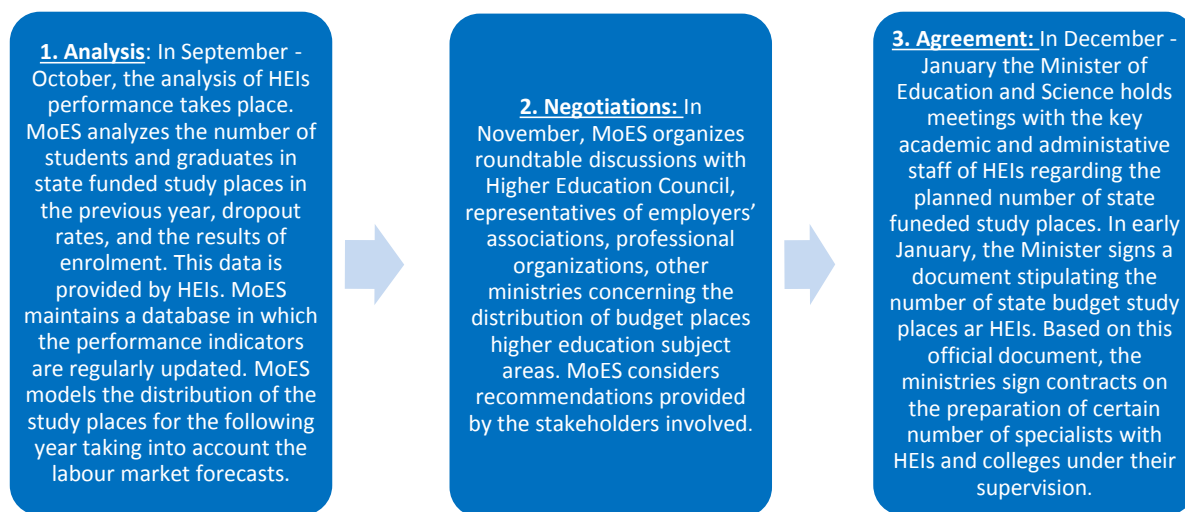 1. Analysis: In September -
October, the analysis of HEIs
performance takes place.
MoES analyzes the number of
students and graduates in
state funded study places in
the previous year, dropout
rates, and the results of
enrolment. This data is
provided by HEIs. MoES
maintains a database in which
the performance indicators
are regularly updated. MoES
models the distribution of the
study places for the following
year taking into account the
labour market forecasts.
2. Negotiations: In
November, MoES organizes
roundtable discussions with
Higher Education Council,
representatives of employers’
associations, professional
organizations, other
ministries concerning the
distribution of budget places
higher education subject
areas. MoES considers
recommendations provided
by the stakeholders involved.
3. Agreement: In December -
January the Minister of
Education and Science holds
meetings with the key
academic and administative
staff of HEIs regarding the
planned number of state
funeded study places. In early
January, the Minister signs a
document stipulating the
number of state budget study
places ar HEIs. Based on this
official document, the
ministries sign contracts on
the preparation of certain
number of specialists with
HEIs and colleges under their
supervision.